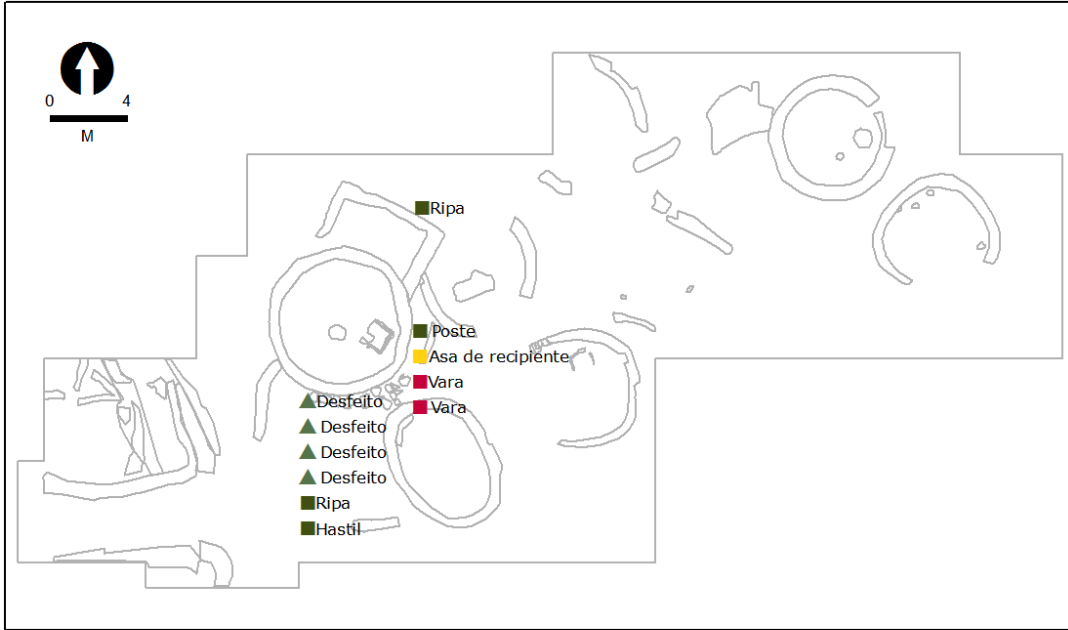 0 4
M
Ripa
Poste
Asa de recipiente
Vara
Vara
Desfeito
Desfeito
Desfeito
Desfeito
Ripa
Hastil